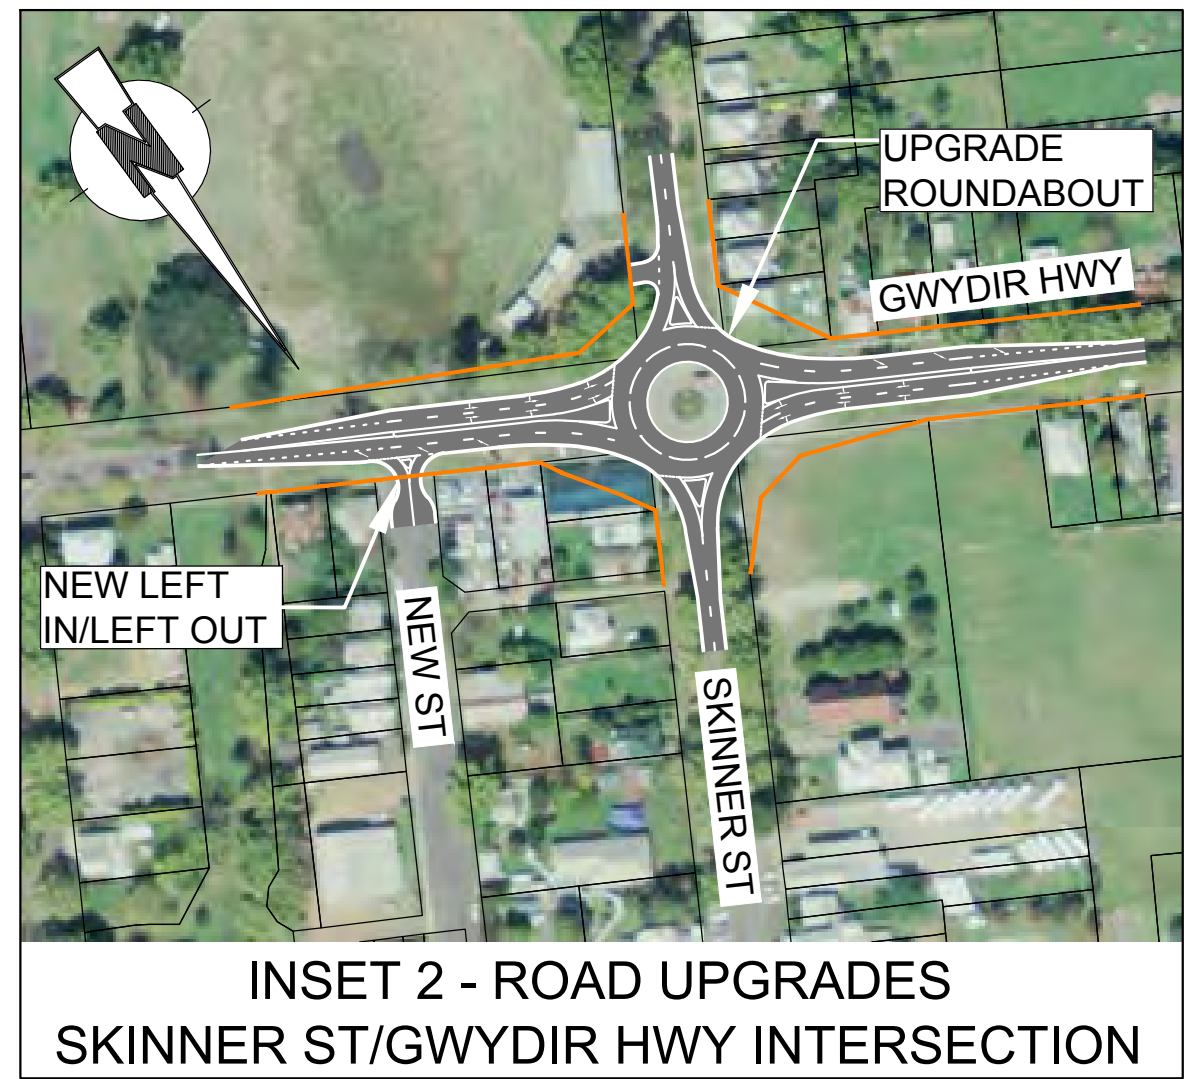 N
UPGRADE
ROUNDABOUT
GWYDIR HWY
NEW LEFT
IN/LEFT OUT
NEW ST
SKINNER ST
INSET 2 - ROAD UPGRADES
SKINNER ST/GWYDIR HWY INTERSECTION